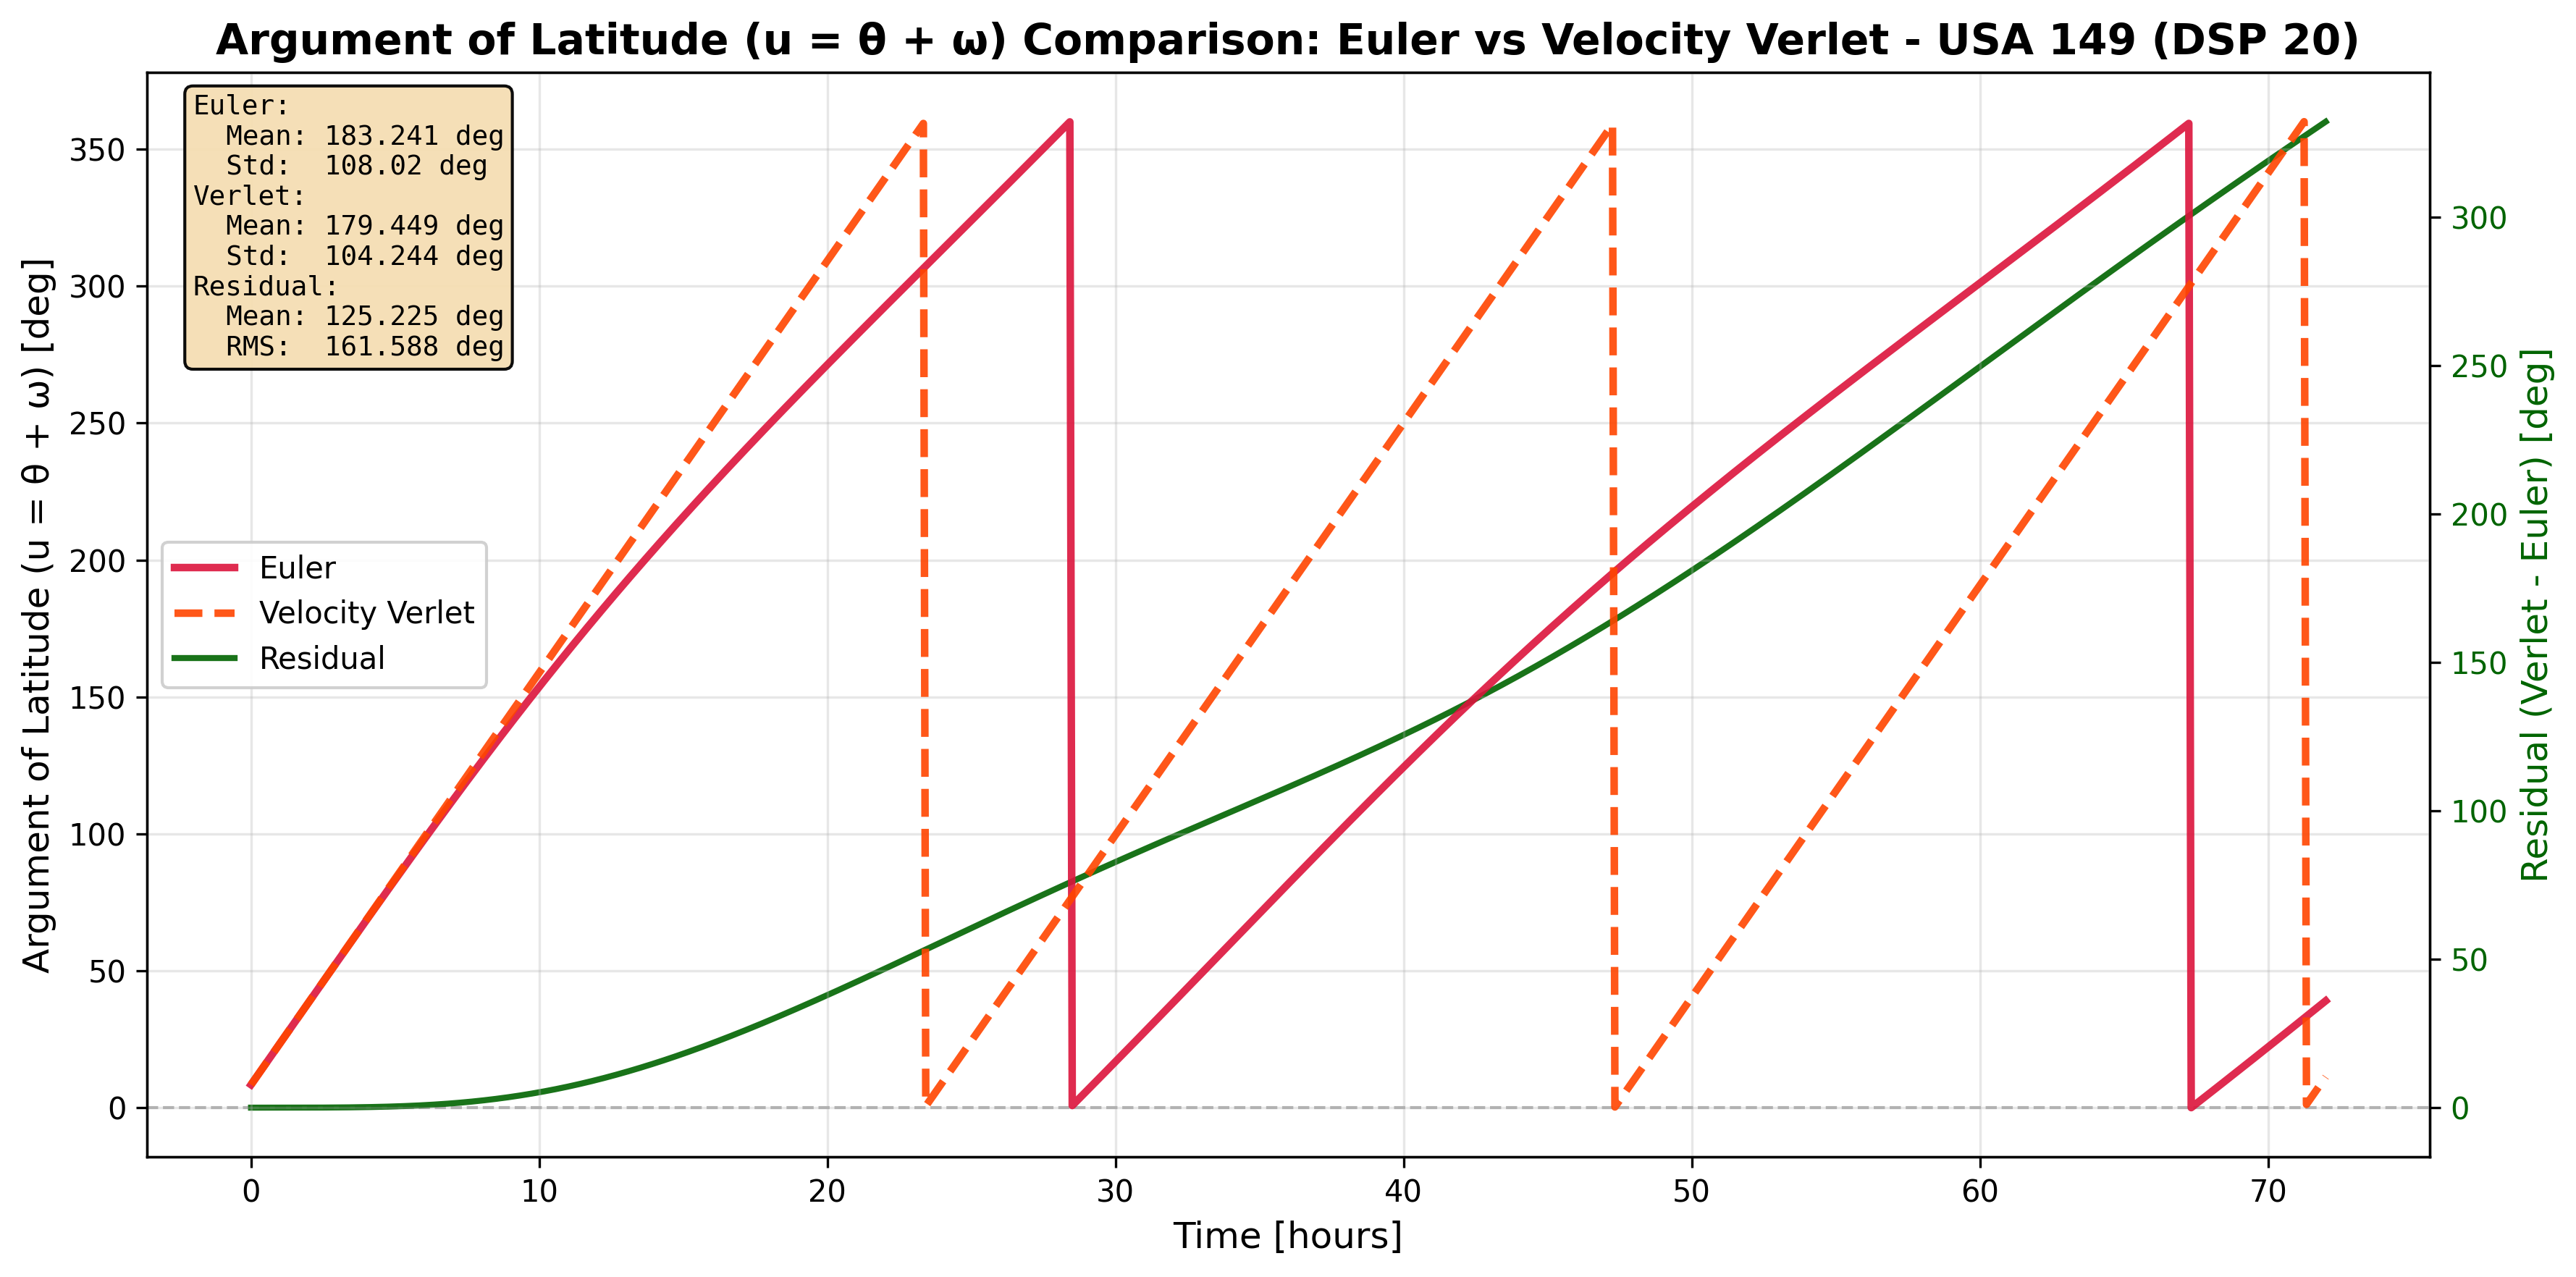 Argument of Latitude (u = θ + ω) Comparison: Euler vs Velocity Verlet - USA 149 (DSP 20)
Euler:
Mean: 183.241 deg
Std: 108.02 deg
Verlet:
Mean: 179.449 deg
Std: 104.244 deg
Residual:
Mean: 125.225 deg
RMS: 161.588 deg
Euler
Velocity Verlet
Residual
Argument of Latitude (u = θ + ω) [deg]
350
300
250
200
150
100
50
0
0
10
20
30
40
50
60
70
Time [hours]
300
250
200
150
100
50
0
Residual (Verlet - Euler) [deg]